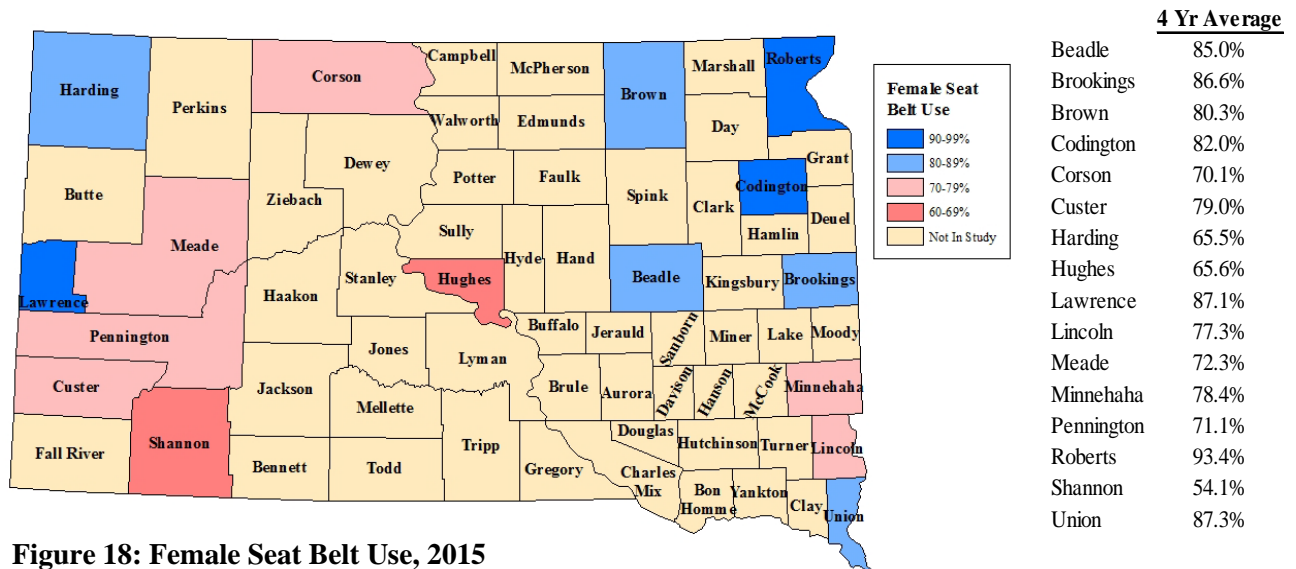 Harding
Perkins
Corson
Campbell
McPherson
Brown
Marshall
Roberts
Walworth
Edmunds
Day
Grant
Butte
Ziebach
Dewey
Potter
Faulk
Spink
Clark
Codington
Deuel
Hamlin
Meade
Sully
Hyde
Hand
Lawrence
Haakon
Stanley
Hughes
Beadle
Kingsbury
Brookings
Pennington
Jones
Lyman
Buffalo
Jerauld
Sanborn
Miner
Lake
Moody
Custer
Jackson
Mellette
Brule
Aurora
Davison
Hanson
McCook
Minnehaha
Fall River
Shannon
Bennett
Todd
Tripp
Gregory
Douglas
Charles
Mix
Hutchinson
Turner
Lincoln
Bon
Homme
Yankton
Clay
Union
Female Seat
Belt Use
90-99%
80-89%
70-79%
60-69%
Not In Study
4 Yr Average
Beadle 85.0%
Brookings 86.6%
Brown 80.3%
Codington 82.0%
Corson 70.1%
Custer 79.0%
Harding 65.5%
Hughes 65.6%
Lawrence 87.1%
Lincoln 77.3%
Meade 72.3%
Minnehaha 78.4%
Pennington 71.1%
Roberts 93.4%
Shannon 54.1%
Union 87.3%
Figure 18: Female Seat Belt Use, 2015